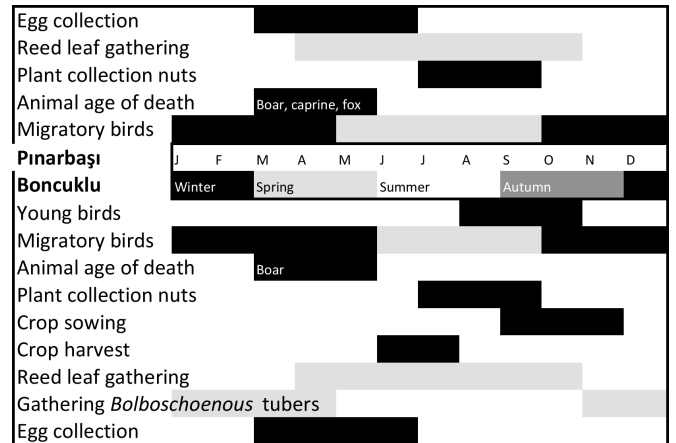 Egg collection
Reed leaf gathering
Plant collection nuts
Animal age of death Boar, caprine, fox
Migratory birds
Pınarbaşı J F M A M J J A S O N D
Boncuklu Winter Spring Summer Autumn
Young birds
Migratory birds
Animal age of death Boar
Plant collection nuts
Crop sowing
Crop harvest
Reed leaf gathering
Gathering Bolboschoenous tubers
Egg collection